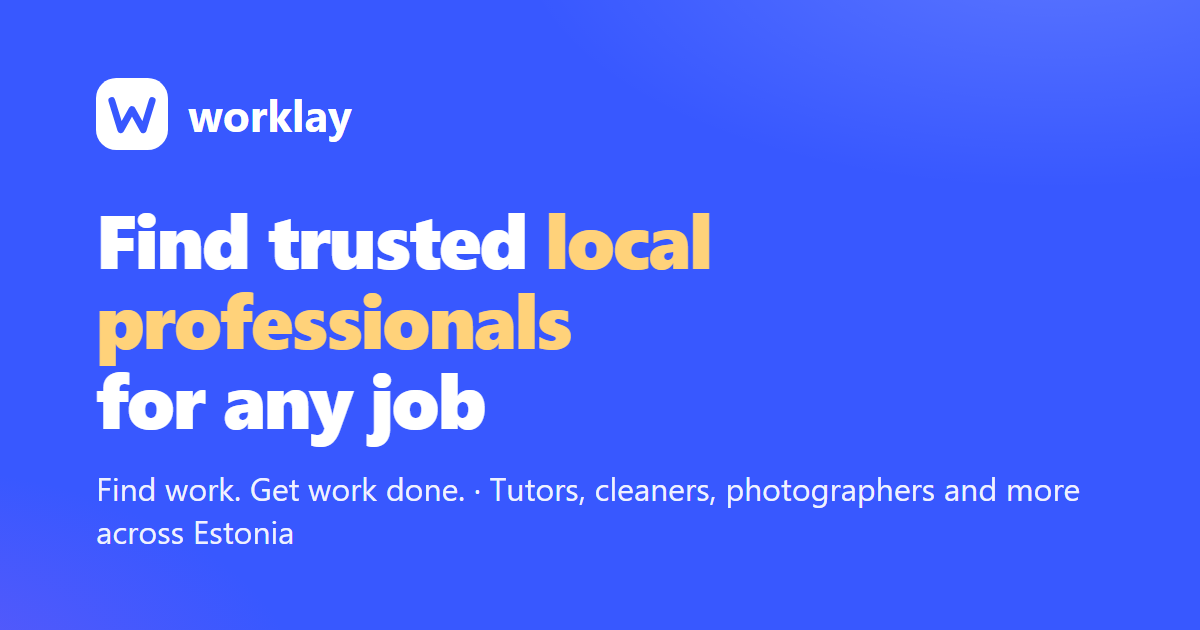 W worklay
Find trusted local
professionals
for any job
Find work. Get work done. · Tutors, cleaners, photographers and more
across Estonia